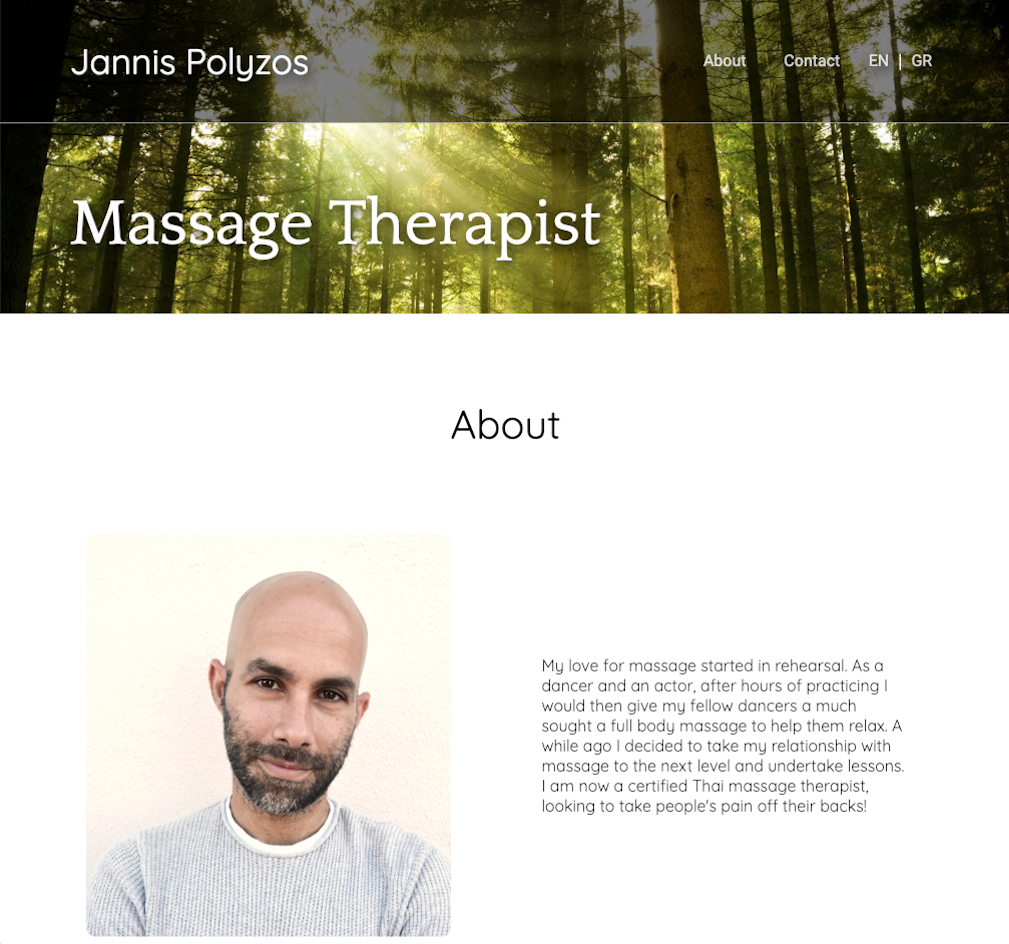 Jannis Polyzos
About Contact EN | GR
Massage Therapist
About
My love for massage started in rehearsal. As a
dancer and an actor, after hours of practicing I
would then give my fellow dancers a much
sought a full body massage to help them relax. A
while ago I decided to take my relationship with
massage to the next level and undertake lessons.
I am now a certified Thai massage therapist,
looking to take people's pain off their backs!